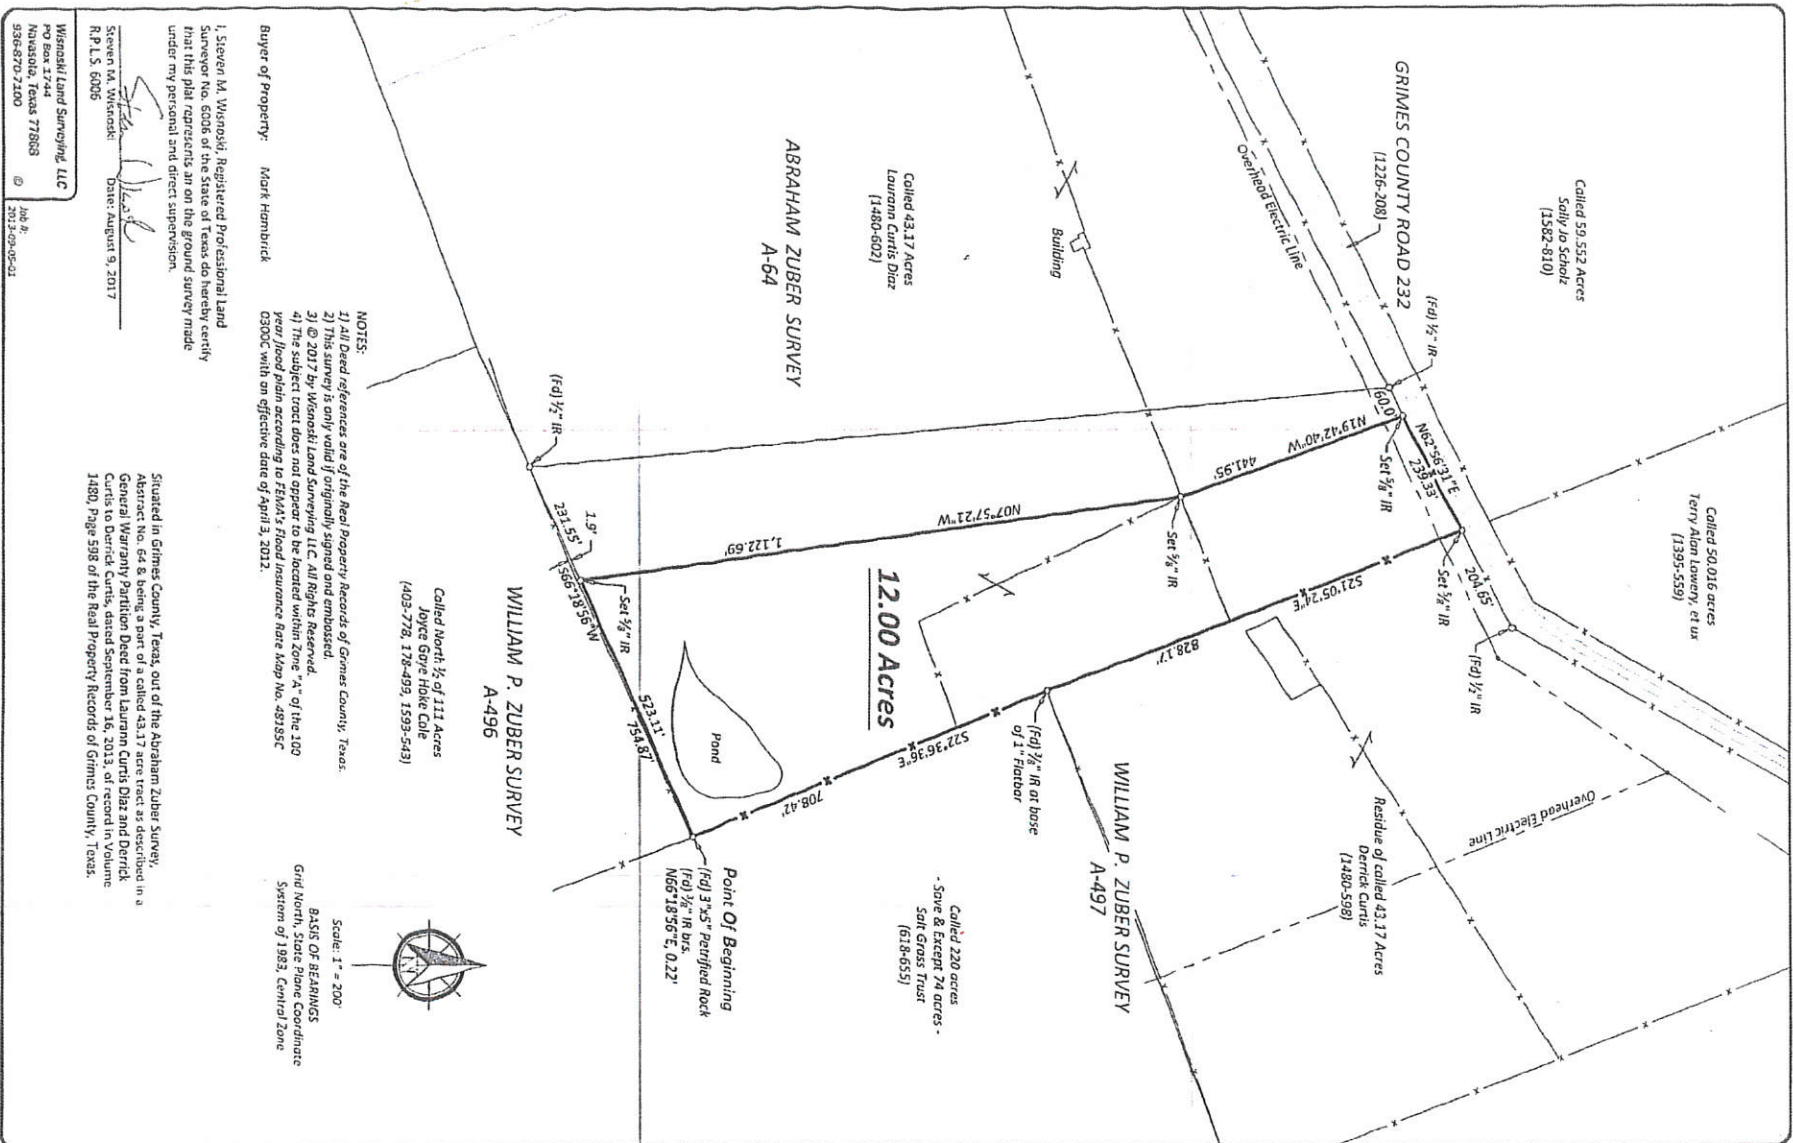 Called 59.552 Acres
Sally Jo Scholz
(1582-810)
GRIMES COUNTY ROAD 232
(1226-208)
Overhead Electric Line
(Fd) ½" IR
60.0'
Set ⅝" IR
N62°56'31"E
239.33'
Set ⅝" IR
204.65'
(Fd) ½" IR
Called 50.016 acres
Terry Alan Lowery, et ux
(1395-559)
Building
Called 43.17 Acres
Laurann Curtis Diaz
(1480-602)
ABRAHAM ZUBER SURVEY
A-64
N19°42'40"W
441.95'
Set ⅝" IR
N07°57'21"W
1,122.69'
12.00 Acres
S21°05'24"E
828.17'
(Fd) ⅜" IR at base
of 1" Flatbar
S22°36'36"E
708.42'
Overhead Electric Line
Residue of called 43.17 Acres
Derrick Curtis
(1480-598)
WILLIAM P. ZUBER SURVEY
A-497
Called 220 acres
- Save & Except 74 acres -
Salt Grass Trust
(618-655)
Point Of Beginning
(Fd) 3"x5" Petrified Rock
(Fd) ⅜" IR brs.
N66°18'56"E, 0.22'
Pond
(Fd) ½" IR
231.55'
1.9'
Set ⅝" IR
S66°18'56"W
523.11'
754.87'
WILLIAM P. ZUBER SURVEY
A-496
Called North ½ of 111 Acres
Joyce Gaye Hoke Cole
(403-778, 178-499, 1593-543)
NOTES:
1) All Deed references are of the Real Property Records of Grimes County, Texas.
2) This survey is only valid if originally signed and embossed.
3) © 2017 by Wisnoski Land Surveying LLC. All Rights Reserved.
4) The subject tract does not appear to be located within Zone "A" of the 100
year flood plain according to FEMA's Flood Insurance Rate Map No. 48185C
0300C with an effective date of April 3, 2012.
Scale: 1" = 200'
BASIS OF BEARINGS
Grid North, State Plane Coordinate
System of 1983, Central Zone
Buyer of Property: Mark Hambrick
I, Steven M. Wisnoski, Registered Professional Land
Surveyor No. 6006 of the State of Texas do hereby certify
that this plat represents an on the ground survey made
under my personal and direct supervision.
Steven M. Wisnoski Date: August 9, 2017
R.P.L.S. 6006
Situated in Grimes County, Texas, out of the Abraham Zuber Survey,
Abstract No. 64 & being a part of a called 43.17 acre tract as described in a
General Warranty Partition Deed from Laurann Curtis Diaz and Derrick
Curtis to Derrick Curtis, dated September 16, 2013, of record in Volume
1480, Page 598 of the Real Property Records of Grimes County, Texas.
Wisnoski Land Surveying, LLC
PO Box 1744
Navasota, Texas 77868
936-870-7100 ©
Job #:
2013-09-05-01